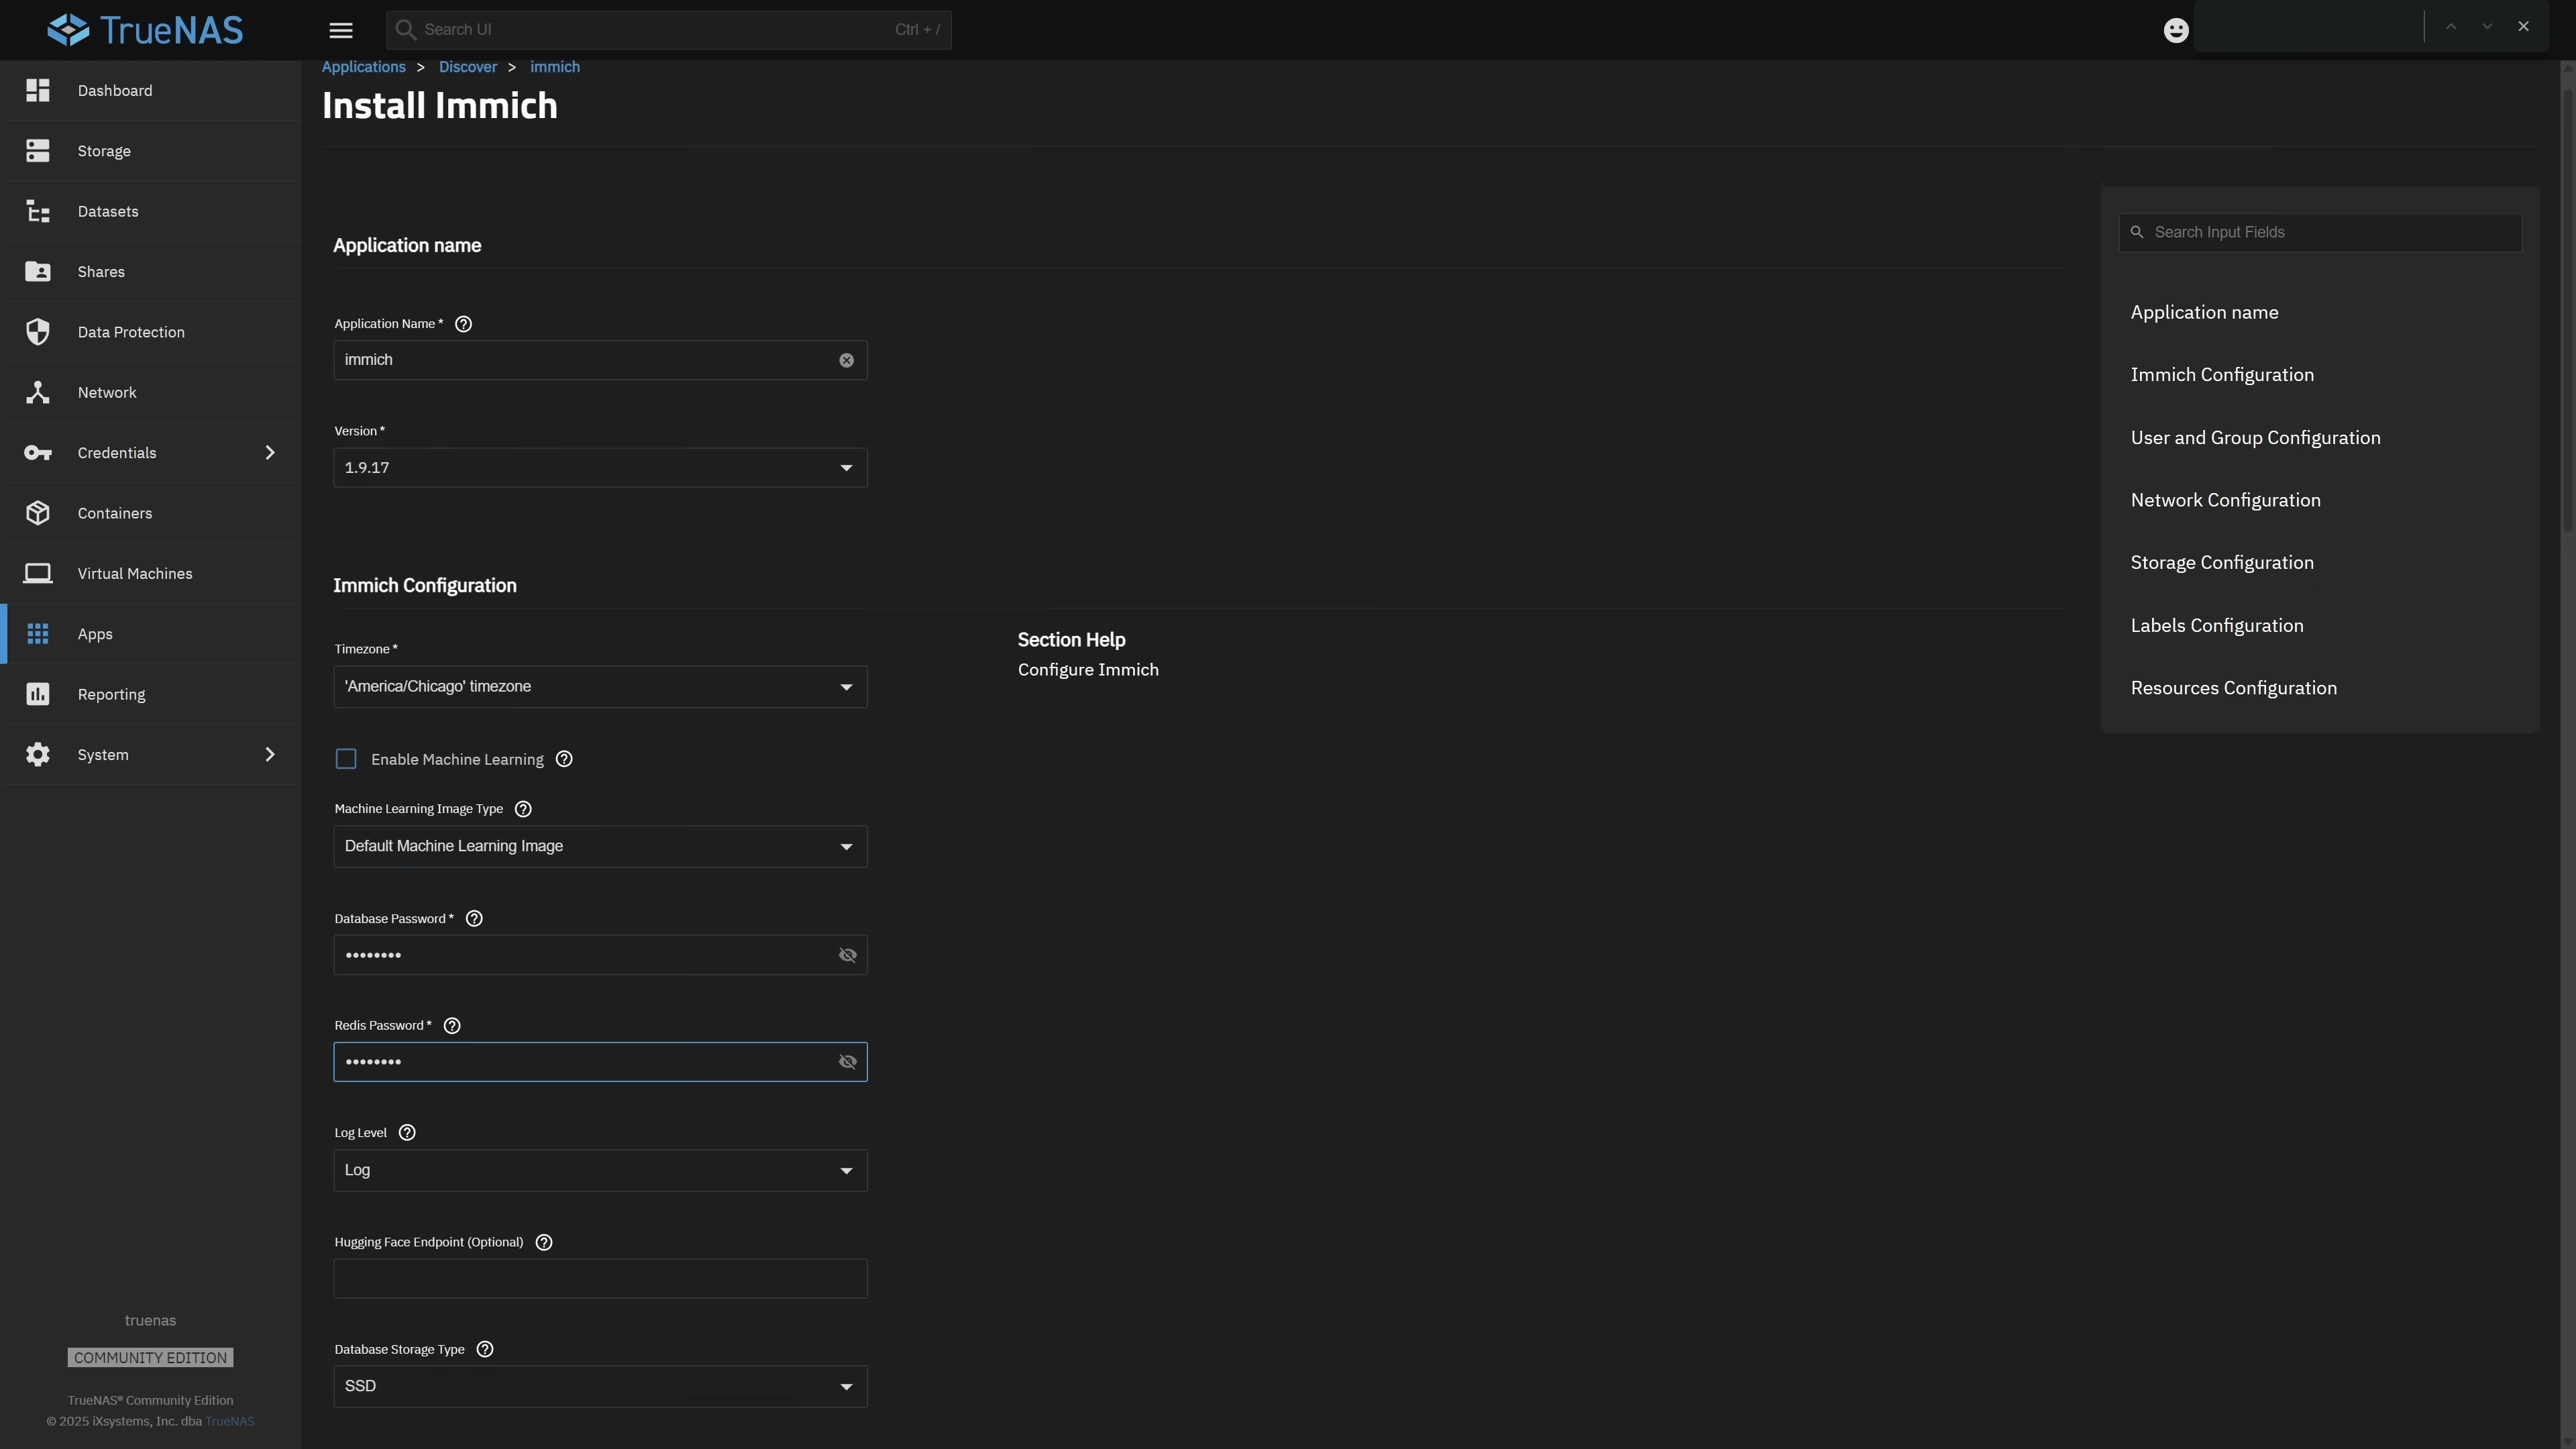 TrueNAS
Search UI
Ctrl + /
Dashboard
Storage
Datasets
Shares
Data Protection
Network
Credentials
Containers
Virtual Machines
Apps
Reporting
System
truenas
COMMUNITY EDITION
TrueNAS® Community Edition
© 2025 iXsystems, Inc. dba TrueNAS
Applications > Discover > immich
Install Immich
Application name
Application Name *
immich
Version *
1.9.17
Immich Configuration
Timezone *
'America/Chicago' timezone
Enable Machine Learning
Machine Learning Image Type
Default Machine Learning Image
Database Password *
••••••••
Redis Password *
••••••••
Log Level
Log
Hugging Face Endpoint (Optional)
Database Storage Type
SSD
Section Help
Configure Immich
Search Input Fields
Application name
Immich Configuration
User and Group Configuration
Network Configuration
Storage Configuration
Labels Configuration
Resources Configuration